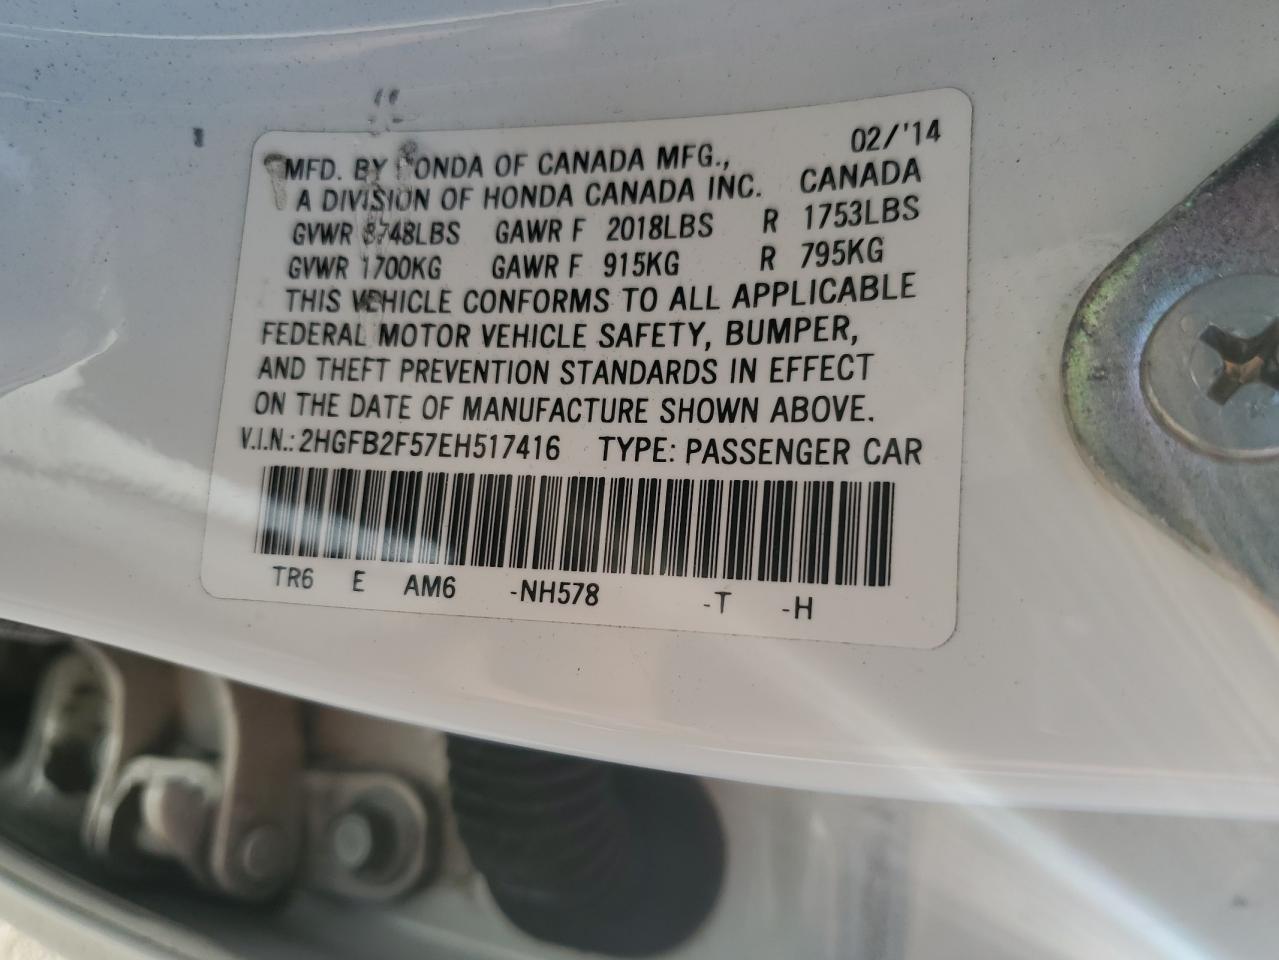 MFD. BY HONDA OF CANADA MFG., 02/'14
A DIVISION OF HONDA CANADA INC. CANADA
GVWR 3748LBS GAWR F 2018LBS R 1753LBS
GVWR 1700KG GAWR F 915KG R 795KG
THIS VEHICLE CONFORMS TO ALL APPLICABLE
FEDERAL MOTOR VEHICLE SAFETY, BUMPER,
AND THEFT PREVENTION STANDARDS IN EFFECT
ON THE DATE OF MANUFACTURE SHOWN ABOVE.
V.I.N.: 2HGFB2F57EH517416 TYPE: PASSENGER CAR
TR6 E AM6 -NH578 -T -H